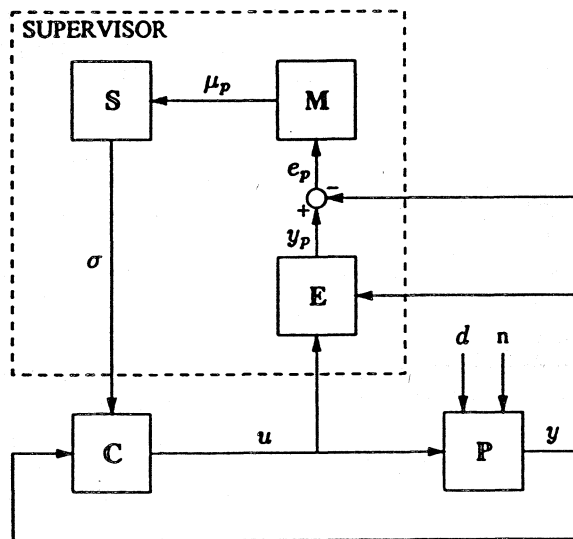 SUPERVISOR
𝕊
μ_p
𝕄
e_p
−
+
y_p
σ
𝔼
d
n
ℂ
u
ℙ
y